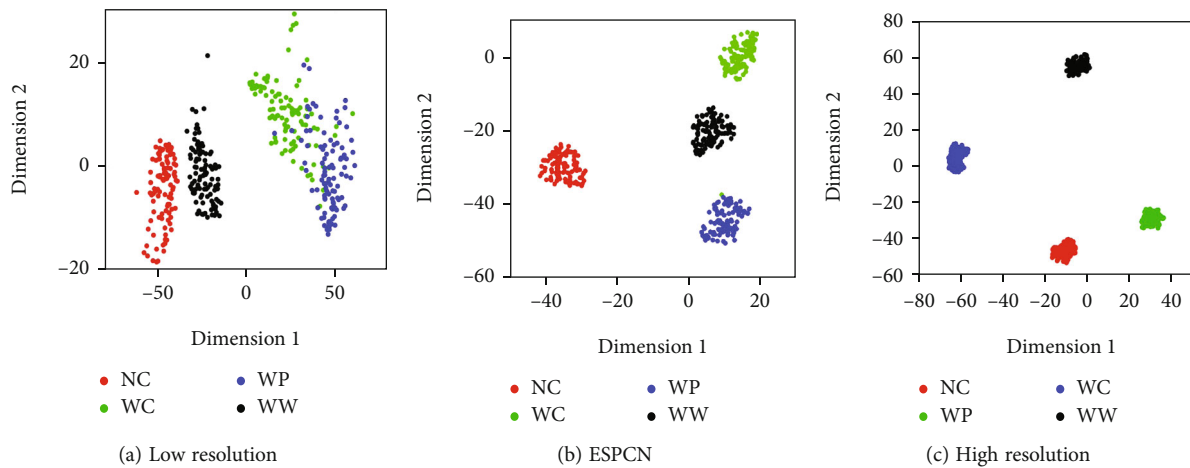 20
0
−20
−50
0
50
Dimension 2
Dimension 1
NC
WP
WC
WW
(a) Low resolution
0
−20
−40
−60
−40
−20
0
20
Dimension 2
Dimension 1
NC
WP
WC
WW
(b) ESPCN
80
60
40
20
0
−20
−40
−60
−80
−60
−40
−20
0
20
40
Dimension 2
Dimension 1
NC
WC
WP
WW
(c) High resolution